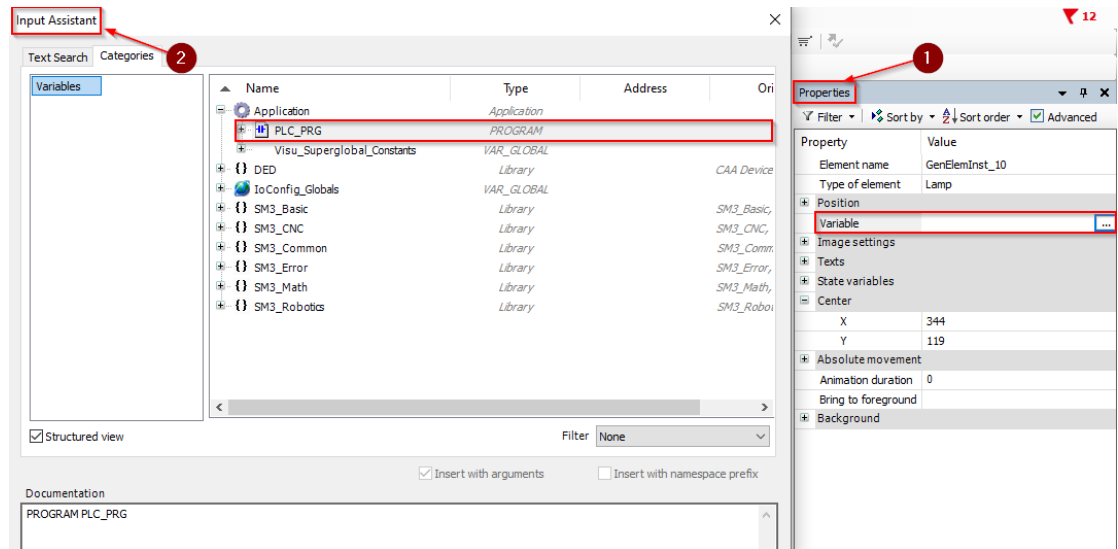 Input Assistant
12
Text Search Categories
2
1
Variables
Name Type Address Ori
Application Application
PLC_PRG PROGRAM
Visu_Superglobal_Constants VAR_GLOBAL
DED Library CAA Device
IoConfig_Globals VAR_GLOBAL
SM3_Basic Library SM3_Basic,
SM3_CNC Library SM3_CNC,
SM3_Common Library SM3_Comm
SM3_Error Library SM3_Error,
SM3_Math Library SM3_Math,
SM3_Robotics Library SM3_Robot
Structured view
Filter None
Insert with arguments Insert with namespace prefix
Documentation
PROGRAM PLC_PRG
Properties
Filter Sort by Sort order Advanced
Property Value
Element name GenElemInst_10
Type of element Lamp
Position
Variable ...
Image settings
Texts
State variables
Center
X 344
Y 119
Absolute movement
Animation duration 0
Bring to foreground
Background